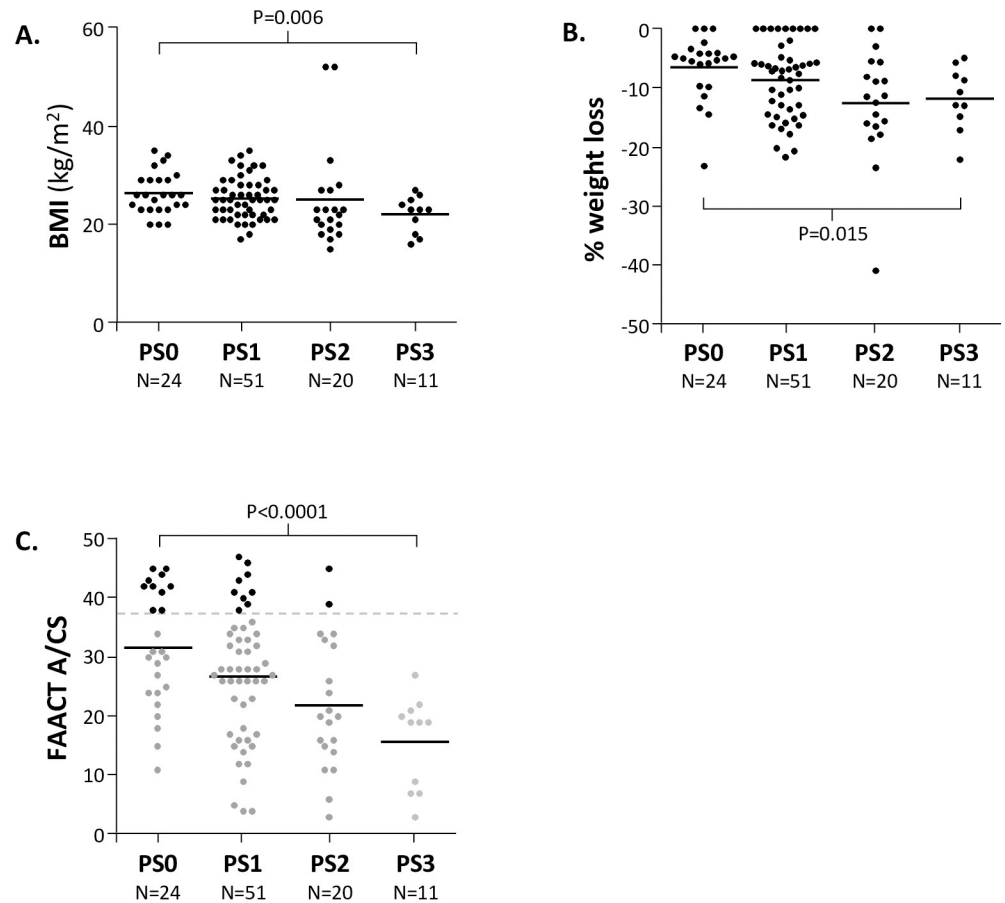 A.
P=0.006
BMI (kg/m²)
60
40
20
0
PS0 PS1 PS2 PS3
N=24 N=51 N=20 N=11
B.
% weight loss
0
-10
-20
-30
-40
-50
P=0.015
PS0 PS1 PS2 PS3
N=24 N=51 N=20 N=11
C.
P<0.0001
FAACT A/CS
50
40
30
20
10
0
PS0 PS1 PS2 PS3
N=24 N=51 N=20 N=11